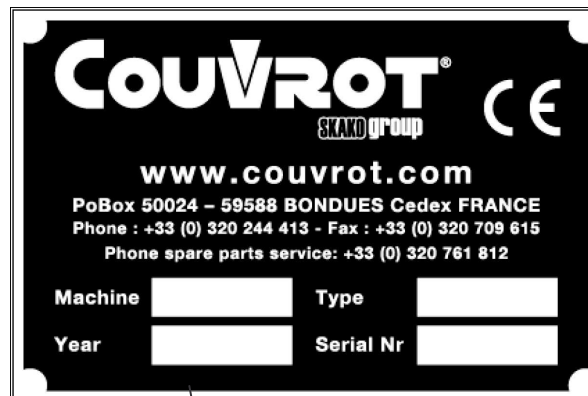 COUVROT®
SKAKO group
CE
www.couvrot.com
PoBox 50024 – 59588 BONDUES Cedex FRANCE
Phone : +33 (0) 320 244 413 - Fax : +33 (0) 320 709 615
Phone spare parts service: +33 (0) 320 761 812
Machine Type
Year Serial Nr